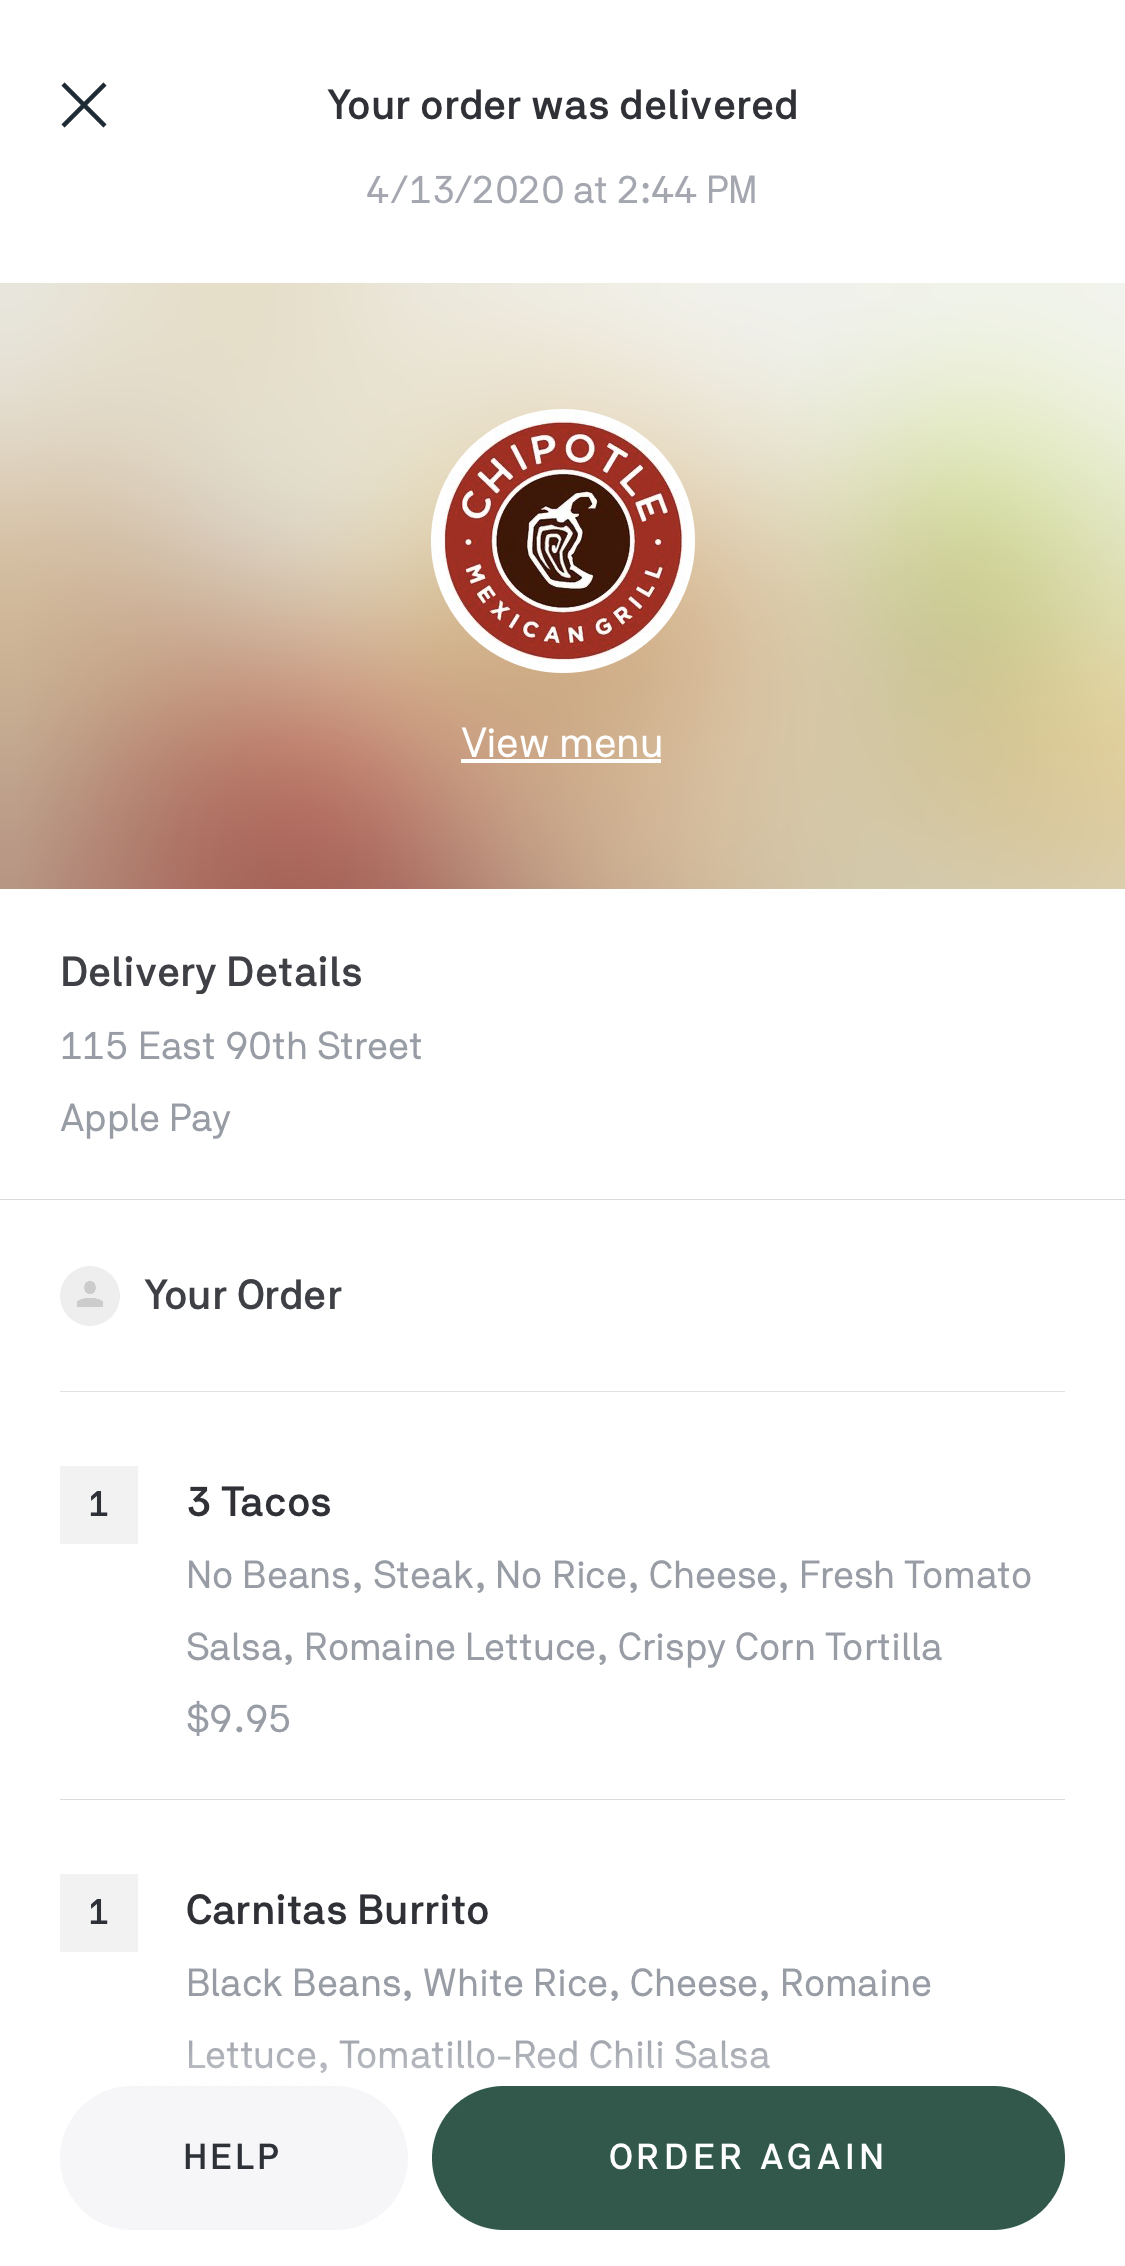 Your order was delivered
4/13/2020 at 2:44 PM
CHIPOTLE
MEXICAN GRILL
View menu
Delivery Details
115 East 90th Street
Apple Pay
Your Order
1
3 Tacos
No Beans, Steak, No Rice, Cheese, Fresh Tomato
Salsa, Romaine Lettuce, Crispy Corn Tortilla
$9.95
1
Carnitas Burrito
Black Beans, White Rice, Cheese, Romaine
Lettuce, Tomatillo-Red Chili Salsa
HELP
ORDER AGAIN